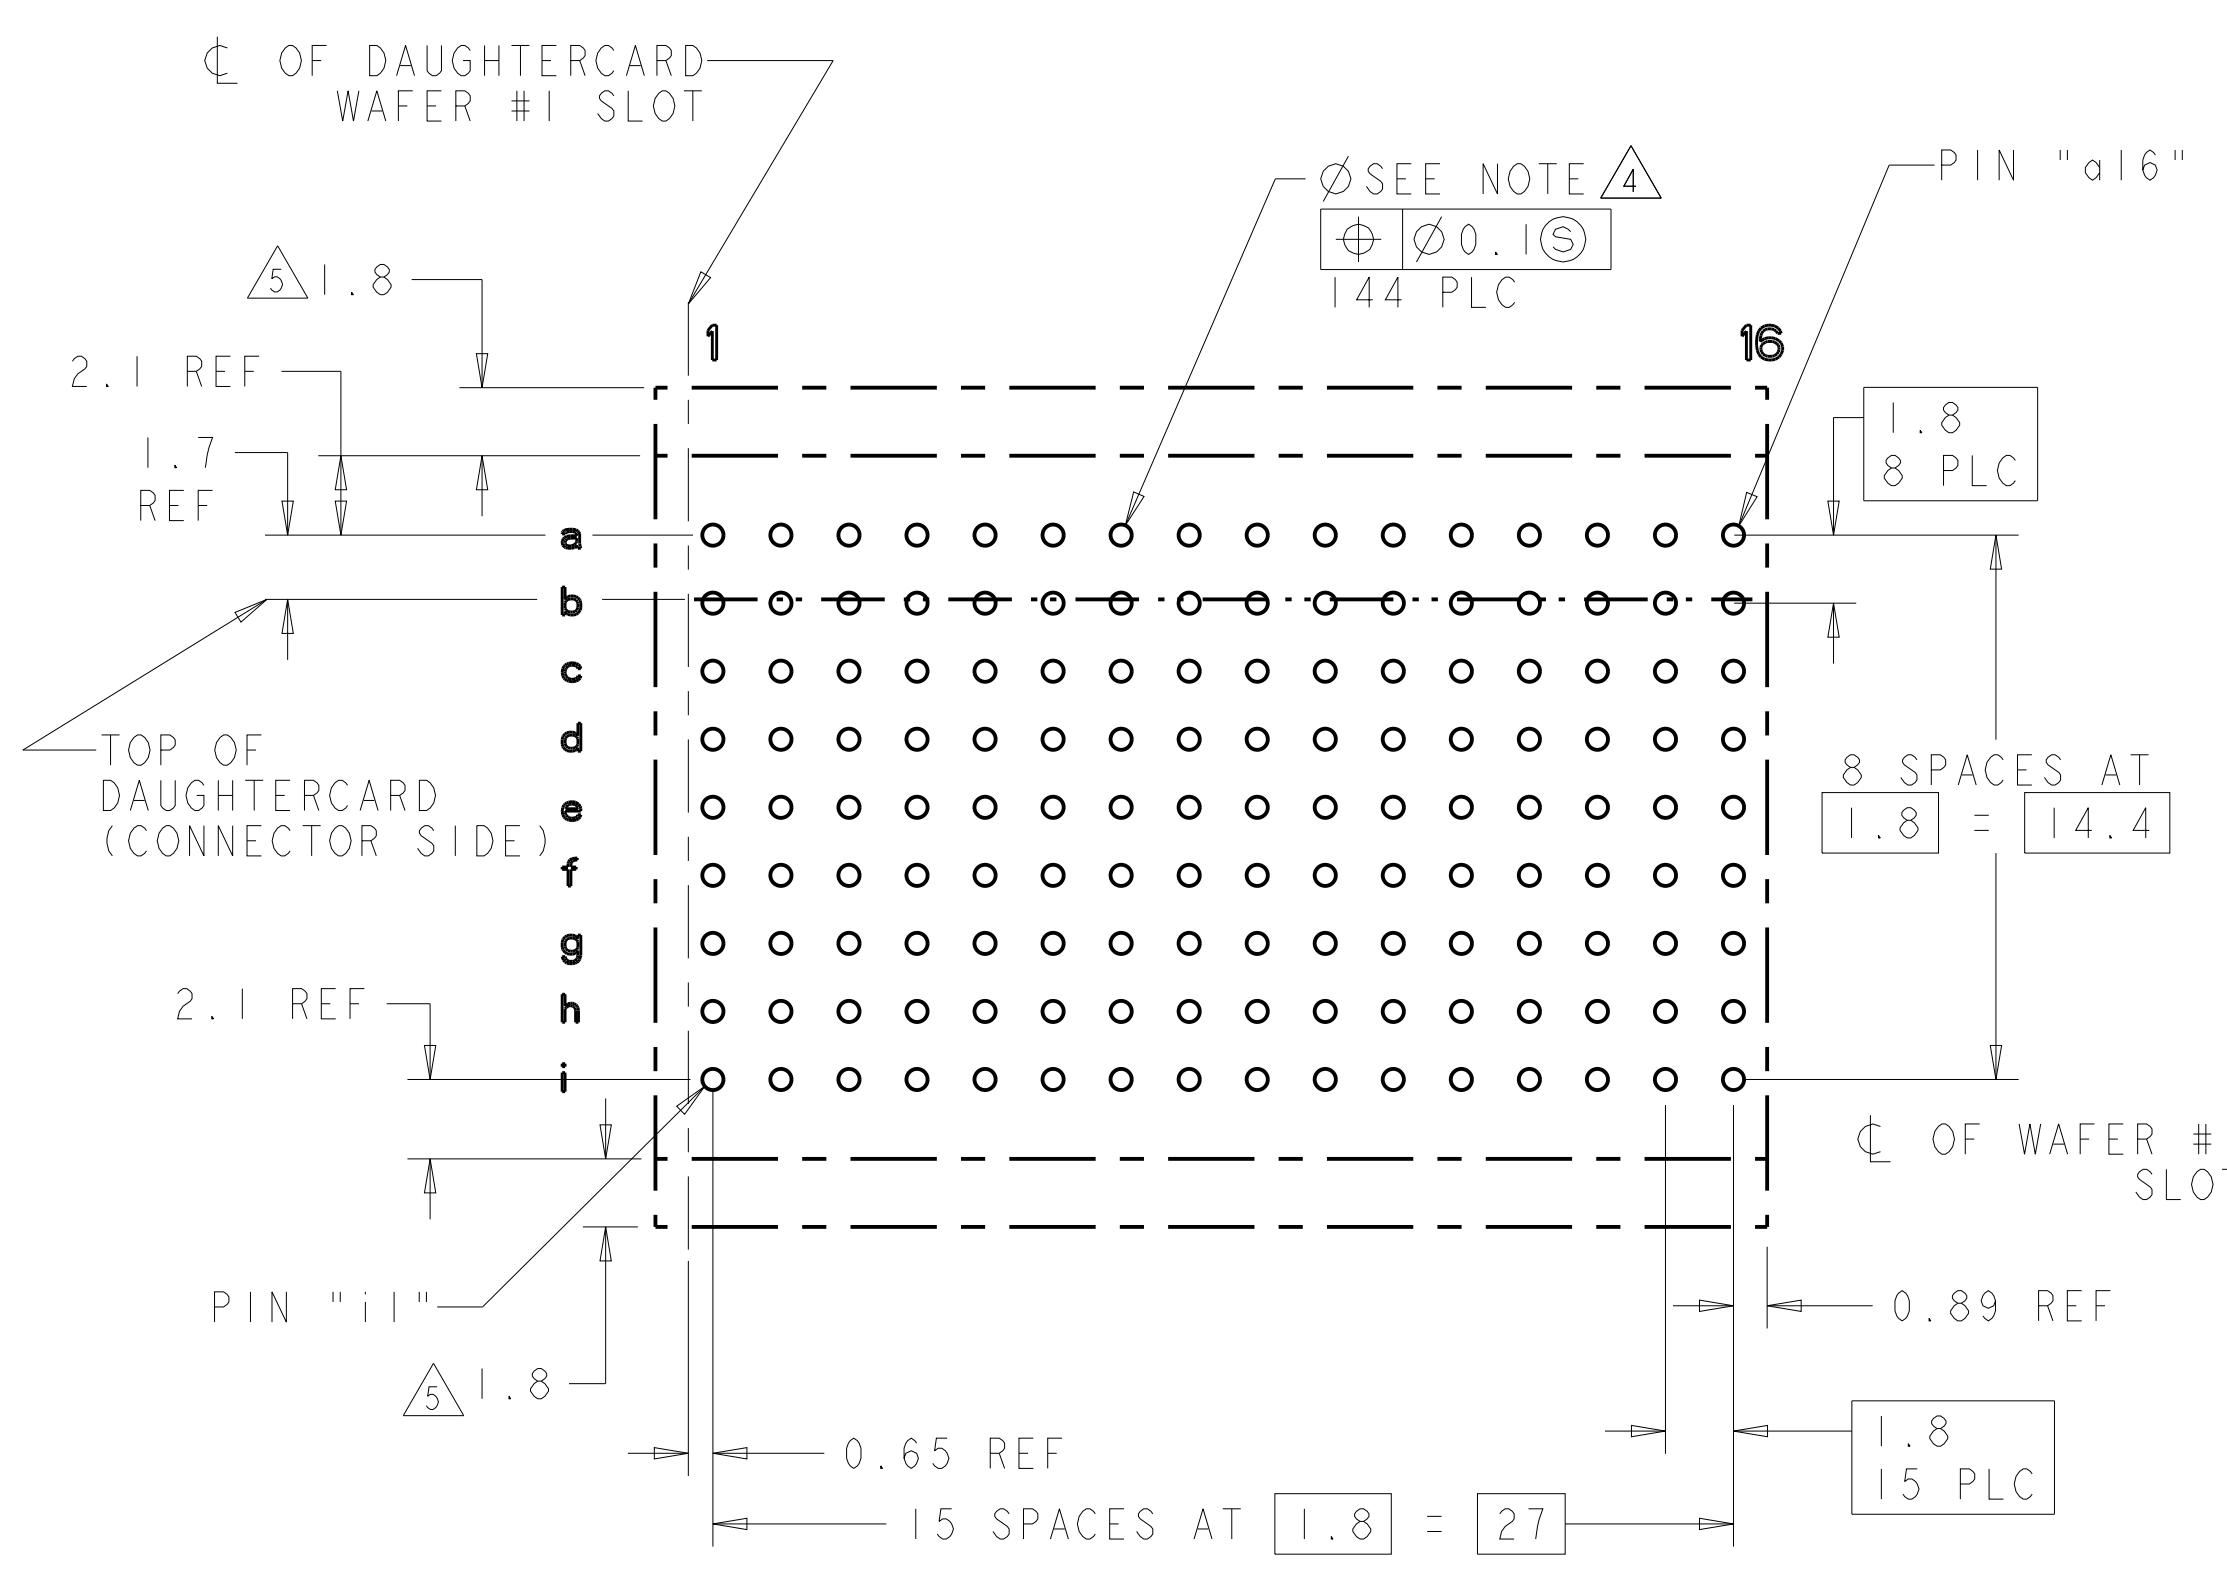 ℄ OF DAUGHTERCARD
WAFER #1 SLOT
PIN "a16"
⌀SEE NOTE 4
⌖ ⌀0.1Ⓢ
144 PLC
5 1.8
1 16
2.1 REF
1.8
8 PLC
1.7
REF
a
b
c
d
e
f
g
h
i
TOP OF
DAUGHTERCARD
(CONNECTOR SIDE)
8 SPACES AT
1.8 = 14.4
2.1 REF
℄ OF WAFER #
SLOT
PIN "i1"
0.89 REF
5 1.8
1.8
15 PLC
0.65 REF
15 SPACES AT 1.8 = 27